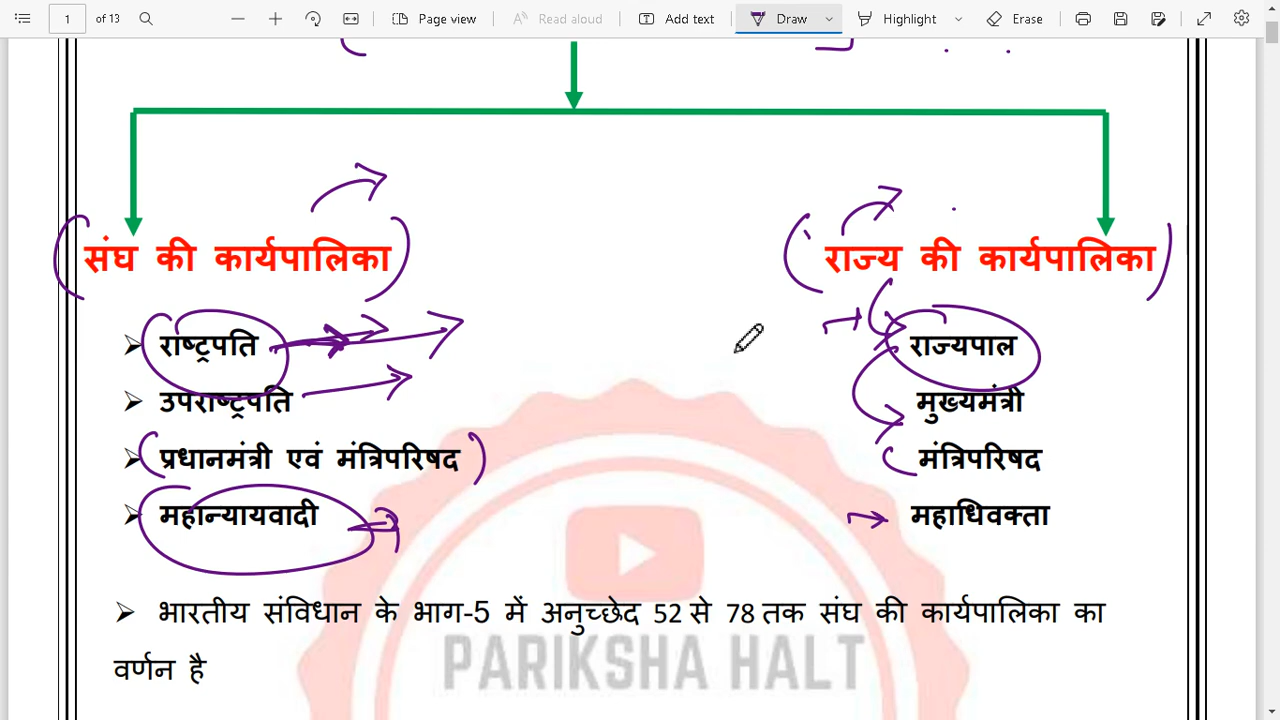 1 of 13 Page view Read aloud Add text Draw Highlight Erase
संघ की कार्यपालिका राज्य की कार्यपालिका
राष्ट्रपति राज्यपाल
उपराष्ट्रपति मुख्यमंत्री
प्रधानमंत्री एवं मंत्रिपरिषद मंत्रिपरिषद
महान्यायवादी महाधिवक्ता
भारतीय संविधान के भाग-5 में अनुच्छेद 52 से 78 तक संघ की कार्यपालिका का
वर्णन है
PARIKSHA HALT